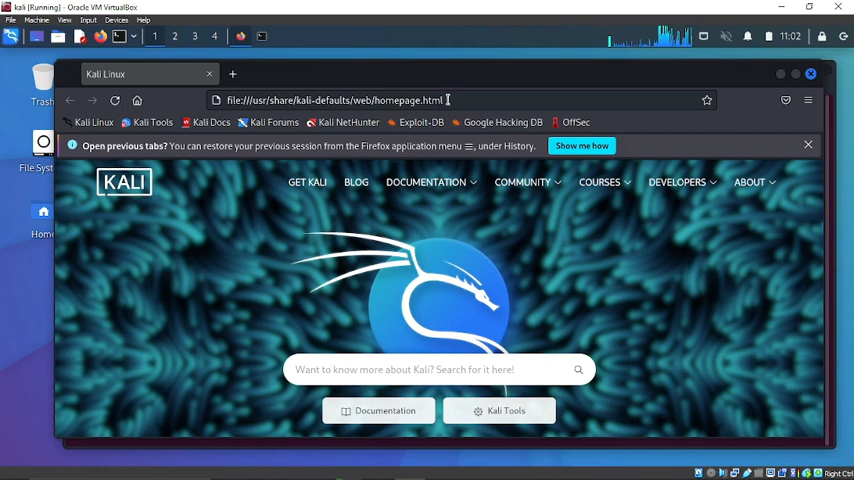 kali [Running] - Oracle VM VirtualBox
File Machine View Input Devices Help
1 2 3 4 11:02
Kali Linux
file:///usr/share/kali-defaults/web/homepage.html
Kali Linux Kali Tools Kali Docs Kali Forums Kali NetHunter Exploit-DB Google Hacking DB OffSec
Open previous tabs? You can restore your previous session from the Firefox application menu ☰, under History. Show me how
Trash
File Sys
Home
KALI GET KALI BLOG DOCUMENTATION COMMUNITY COURSES DEVELOPERS ABOUT
Want to know more about Kali? Search for it here!
Documentation Kali Tools
Right Ctrl